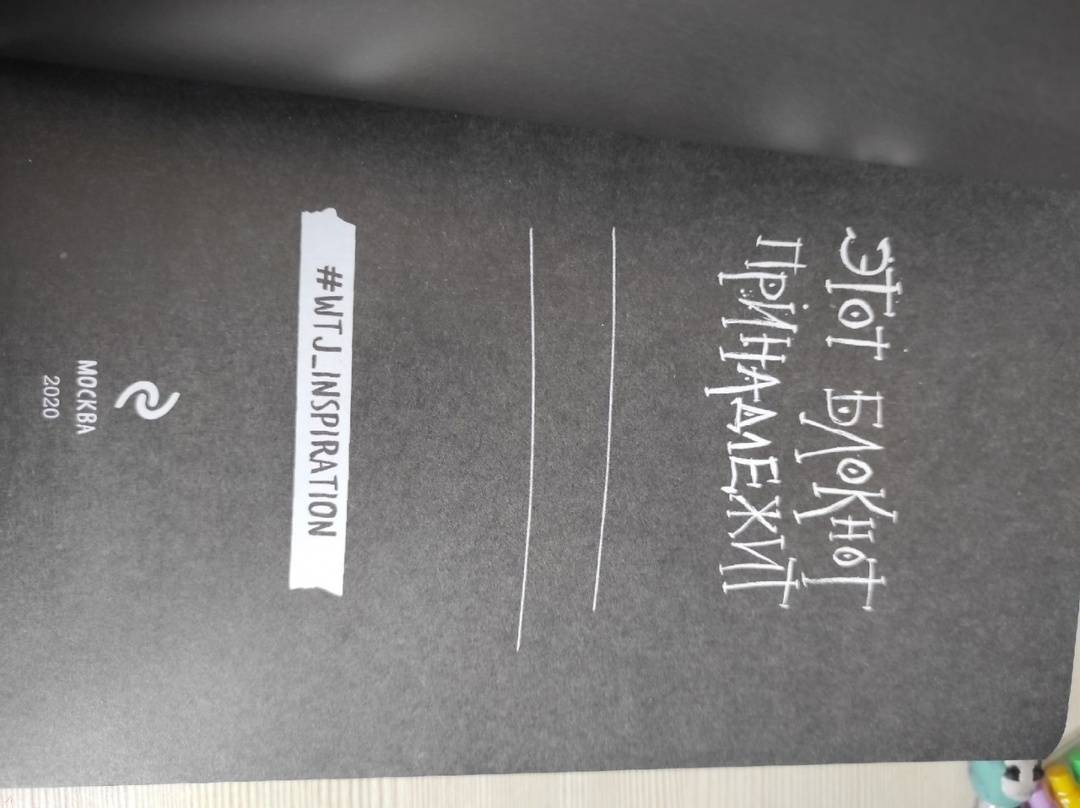 ЭТОТ БЛОКНОТ
ПРИНАДЛЕЖИТ
#WTJ_INSPIRATION
МОСКВА
2020